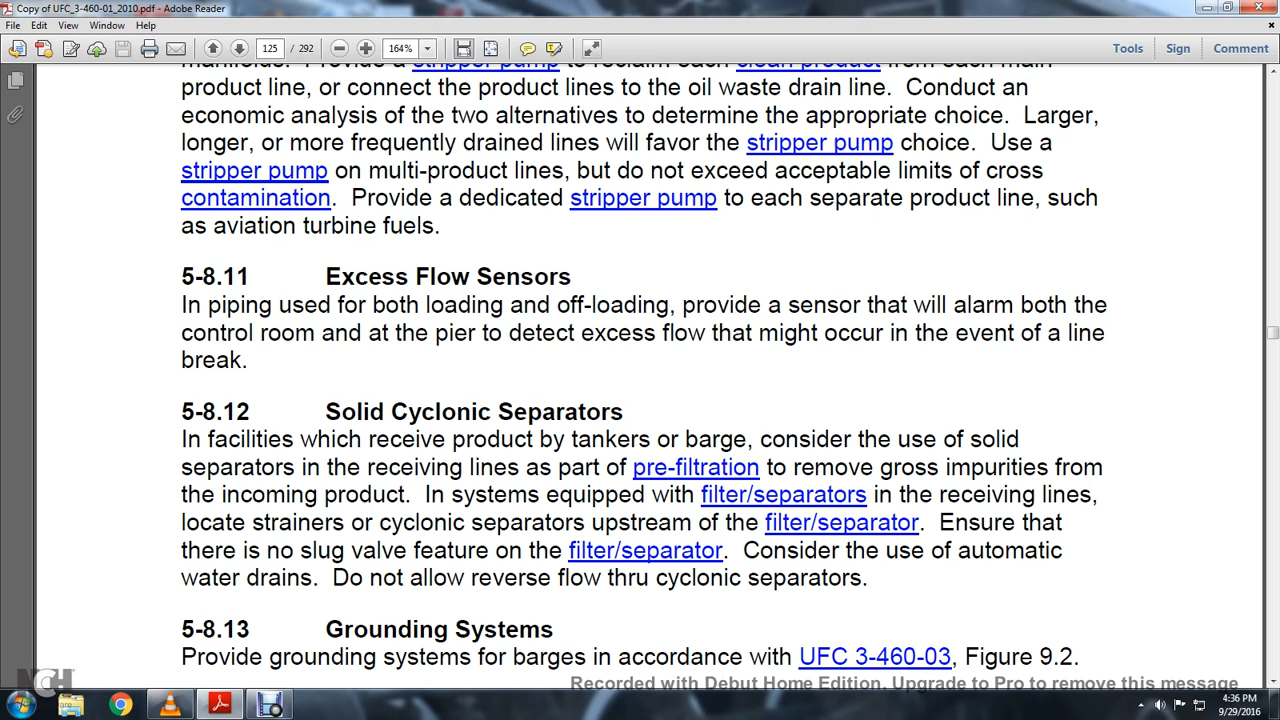 Copy of UFC_3-460-01_2010.pdf - Adobe Reader
File Edit View Window Help
125 / 292 164% Tools Sign Comment
manifolds. Provide a stripper pump to reclaim each clean product from each main
product line, or connect the product lines to the oil waste drain line. Conduct an
economic analysis of the two alternatives to determine the appropriate choice. Larger,
longer, or more frequently drained lines will favor the stripper pump choice. Use a
stripper pump on multi-product lines, but do not exceed acceptable limits of cross
contamination. Provide a dedicated stripper pump to each separate product line, such
as aviation turbine fuels.
5-8.11 Excess Flow Sensors
In piping used for both loading and off-loading, provide a sensor that will alarm both the
control room and at the pier to detect excess flow that might occur in the event of a line
break.
5-8.12 Solid Cyclonic Separators
In facilities which receive product by tankers or barge, consider the use of solid
separators in the receiving lines as part of pre-filtration to remove gross impurities from
the incoming product. In systems equipped with filter/separators in the receiving lines,
locate strainers or cyclonic separators upstream of the filter/separator. Ensure that
there is no slug valve feature on the filter/separator. Consider the use of automatic
water drains. Do not allow reverse flow thru cyclonic separators.
5-8.13 Grounding Systems
Provide grounding systems for barges in accordance with UFC 3-460-03, Figure 9.2.
NCH
Recorded with Debut Home Edition. Upgrade to Pro to remove this message
4:36 PM
9/29/2016